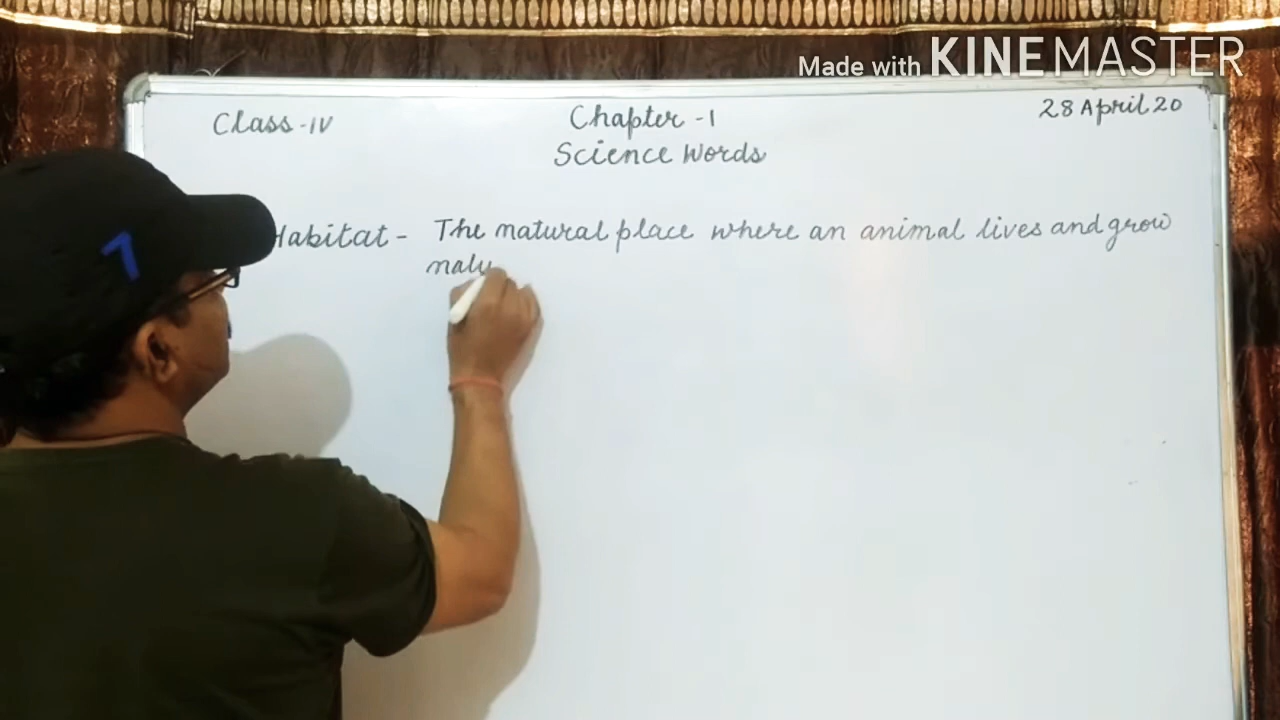 Made with KINEMASTER
Class-IV
Chapter -1
28 April 20
Science Words
Habitat - The natural place where an animal lives and grow
7